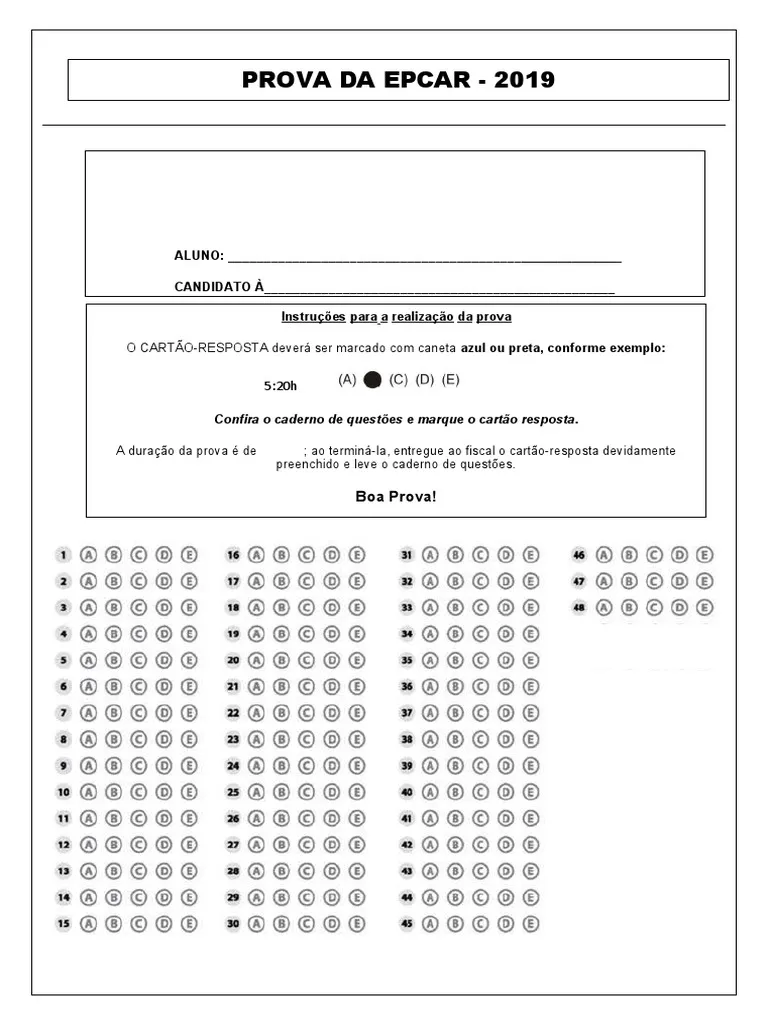 PROVA DA EPCAR - 2019
ALUNO: ___________________________________________________
CANDIDATO À______________________________________________
Instruções para a realização da prova
O CARTÃO-RESPOSTA deverá ser marcado com caneta azul ou preta, conforme exemplo:
5:20h (A) ● (C) (D) (E)
Confira o caderno de questões e marque o cartão resposta.
A duração da prova é de ; ao terminá-la, entregue ao fiscal o cartão-resposta devidamente
preenchido e leve o caderno de questões.
Boa Prova!
1 A B C D E 16 A B C D E 31 A B C D E 46 A B C D E
2 A B C D E 17 A B C D E 32 A B C D E 47 A B C D E
3 A B C D E 18 A B C D E 33 A B C D E 48 A B C D E
4 A B C D E 19 A B C D E 34 A B C D E
5 A B C D E 20 A B C D E 35 A B C D E
6 A B C D E 21 A B C D E 36 A B C D E
7 A B C D E 22 A B C D E 37 A B C D E
8 A B C D E 23 A B C D E 38 A B C D E
9 A B C D E 24 A B C D E 39 A B C D E
10 A B C D E 25 A B C D E 40 A B C D E
11 A B C D E 26 A B C D E 41 A B C D E
12 A B C D E 27 A B C D E 42 A B C D E
13 A B C D E 28 A B C D E 43 A B C D E
14 A B C D E 29 A B C D E 44 A B C D E
15 A B C D E 30 A B C D E 45 A B C D E